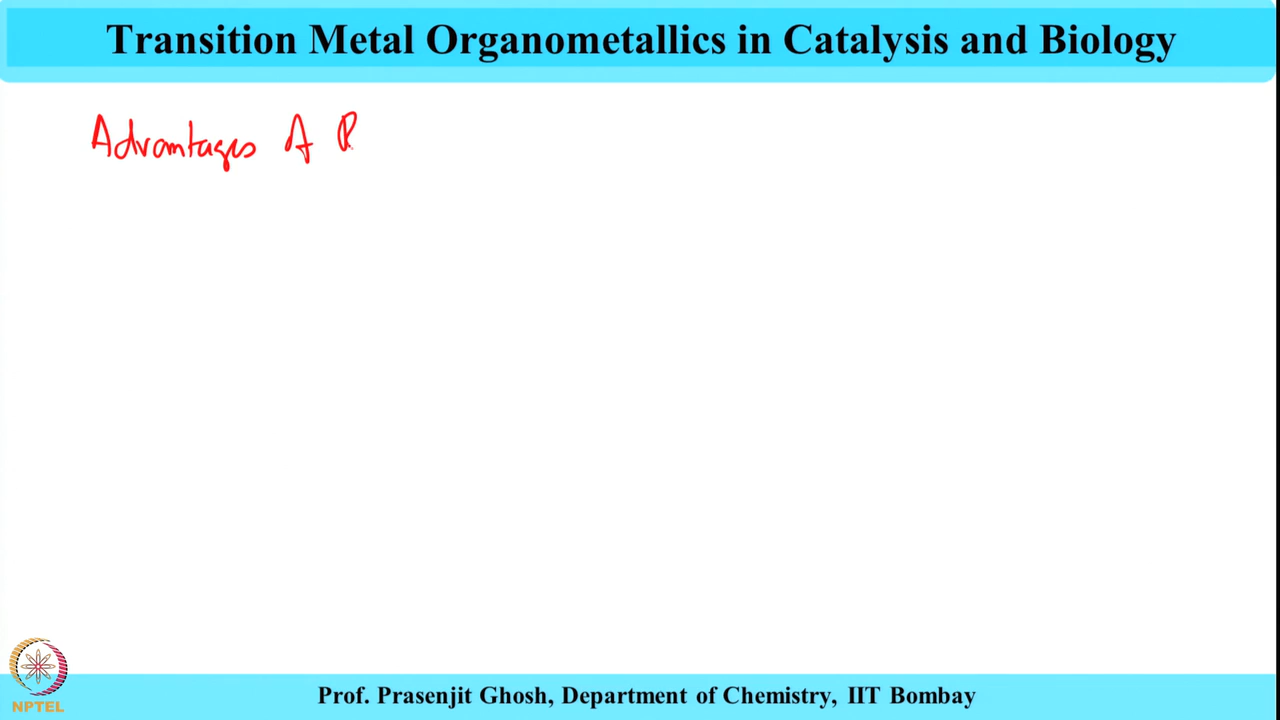 Transition Metal Organometallics in Catalysis and Biology
Advantages of P
Prof. Prasenjit Ghosh, Department of Chemistry, IIT Bombay
NPTEL